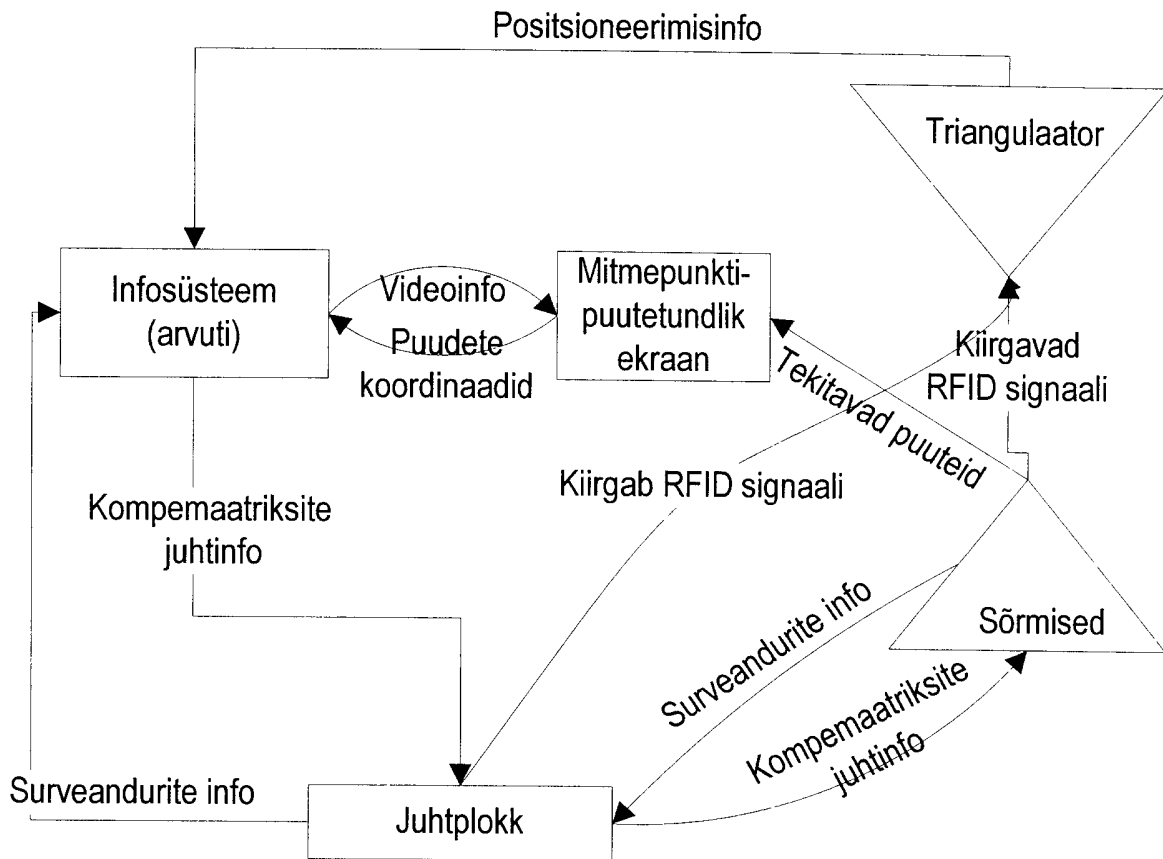 Positsioneerimisinfo
Triangulaator
Infosüsteem
(arvuti)
Videoinfo
Puudete
koordinaadid
Mitmepunkti-
puutetundlik
ekraan
Kiirgavad
RFID signaali
Tekitavad puuteid
Kiirgab RFID signaali
Kompemaatriksite
juhtinfo
Sõrmised
Surveandurite info
Kompemaatriksite
juhtinfo
Surveandurite info
Juhtplokk